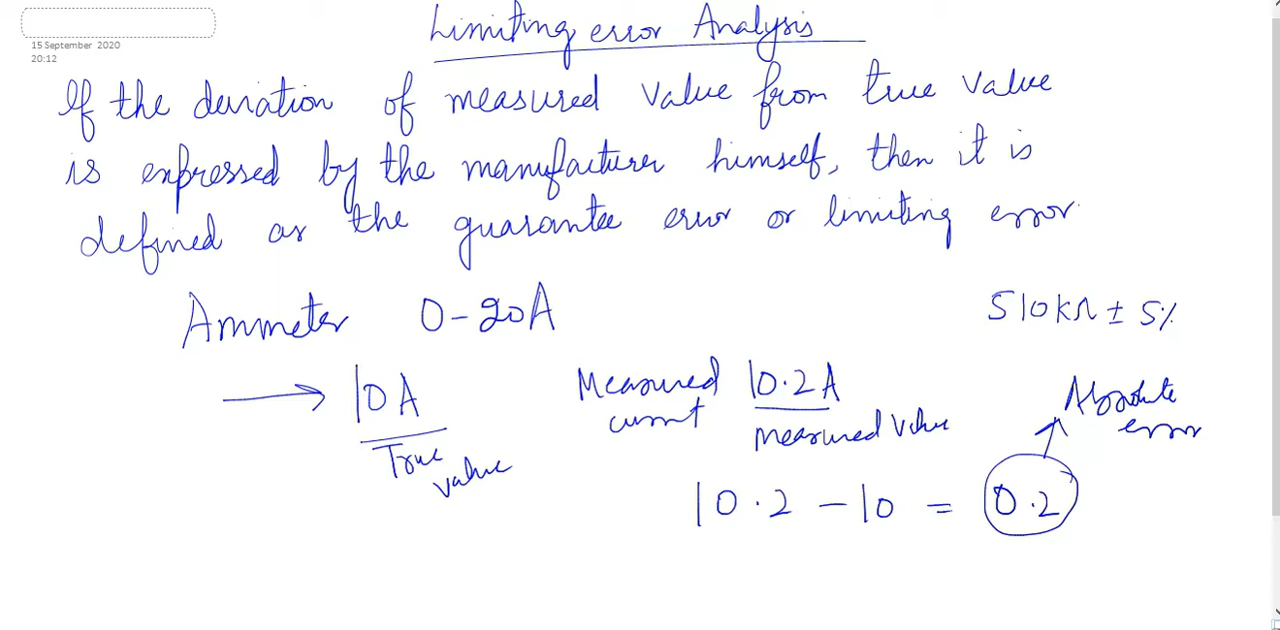 15 September 2020
20:12
Limiting error Analysis
If the deviation of measured value from true value
is expressed by the manufacturer himself, then it is
defined as the guarantee error or limiting error.
Ammeter 0-20A
510kΩ ± 5%
→ 10A
True value
Measured current 10.2A
measured value
Absolute error
10.2 - 10 = 0.2